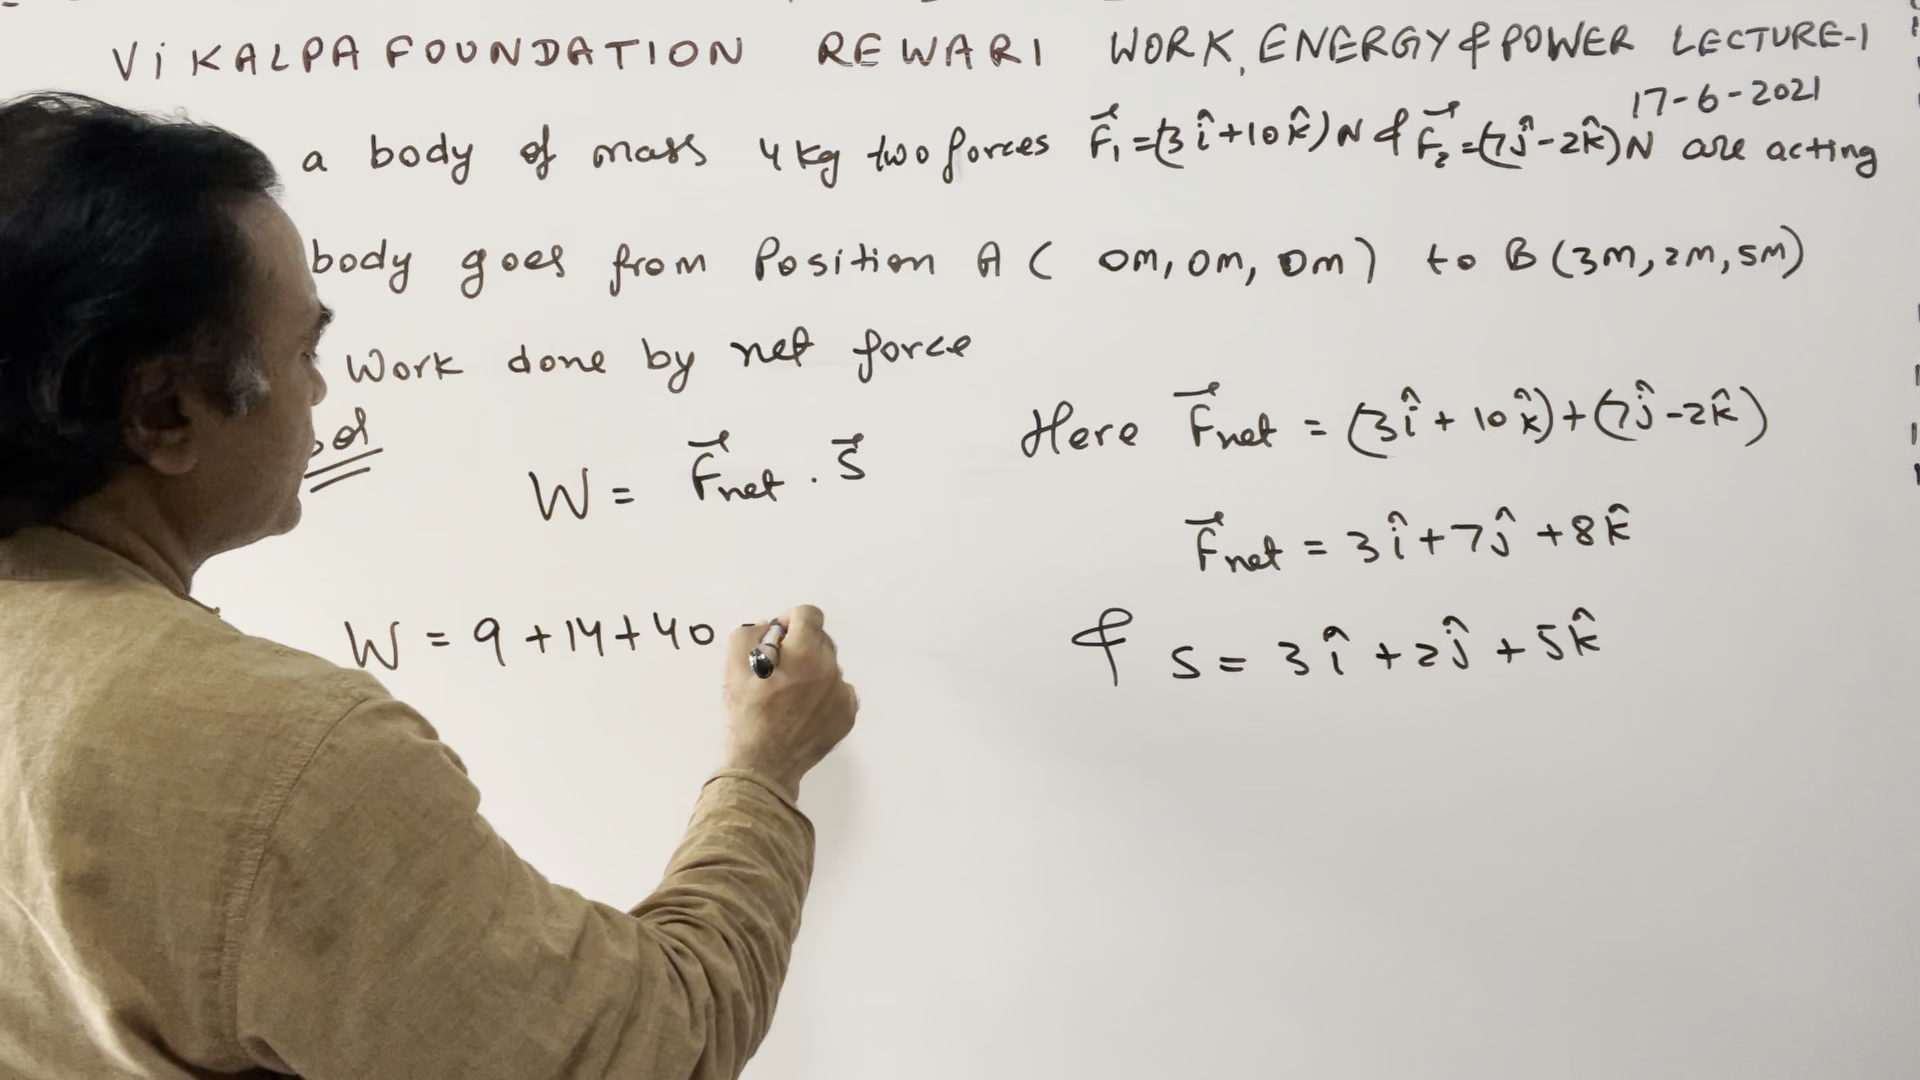 ViKALPA FOUNDATION REWARI WORK, ENERGY & POWER LECTURE-1
17-6-2021
a body of mass 4 kg two forces F⃗₁ = (3î + 10k̂) N & F⃗₂ = (7ĵ - 2k̂) N are acting
body goes from Position A ( 0m, 0m, 0m ) to B (3m, 2m, 5m)
Work done by net force
Sol
W = F⃗net . S⃗
W = 9 + 14 + 40
Here F⃗net = (3î + 10k̂) + (7ĵ - 2k̂)
F⃗net = 3î + 7ĵ + 8k̂
& S = 3î + 2ĵ + 5k̂